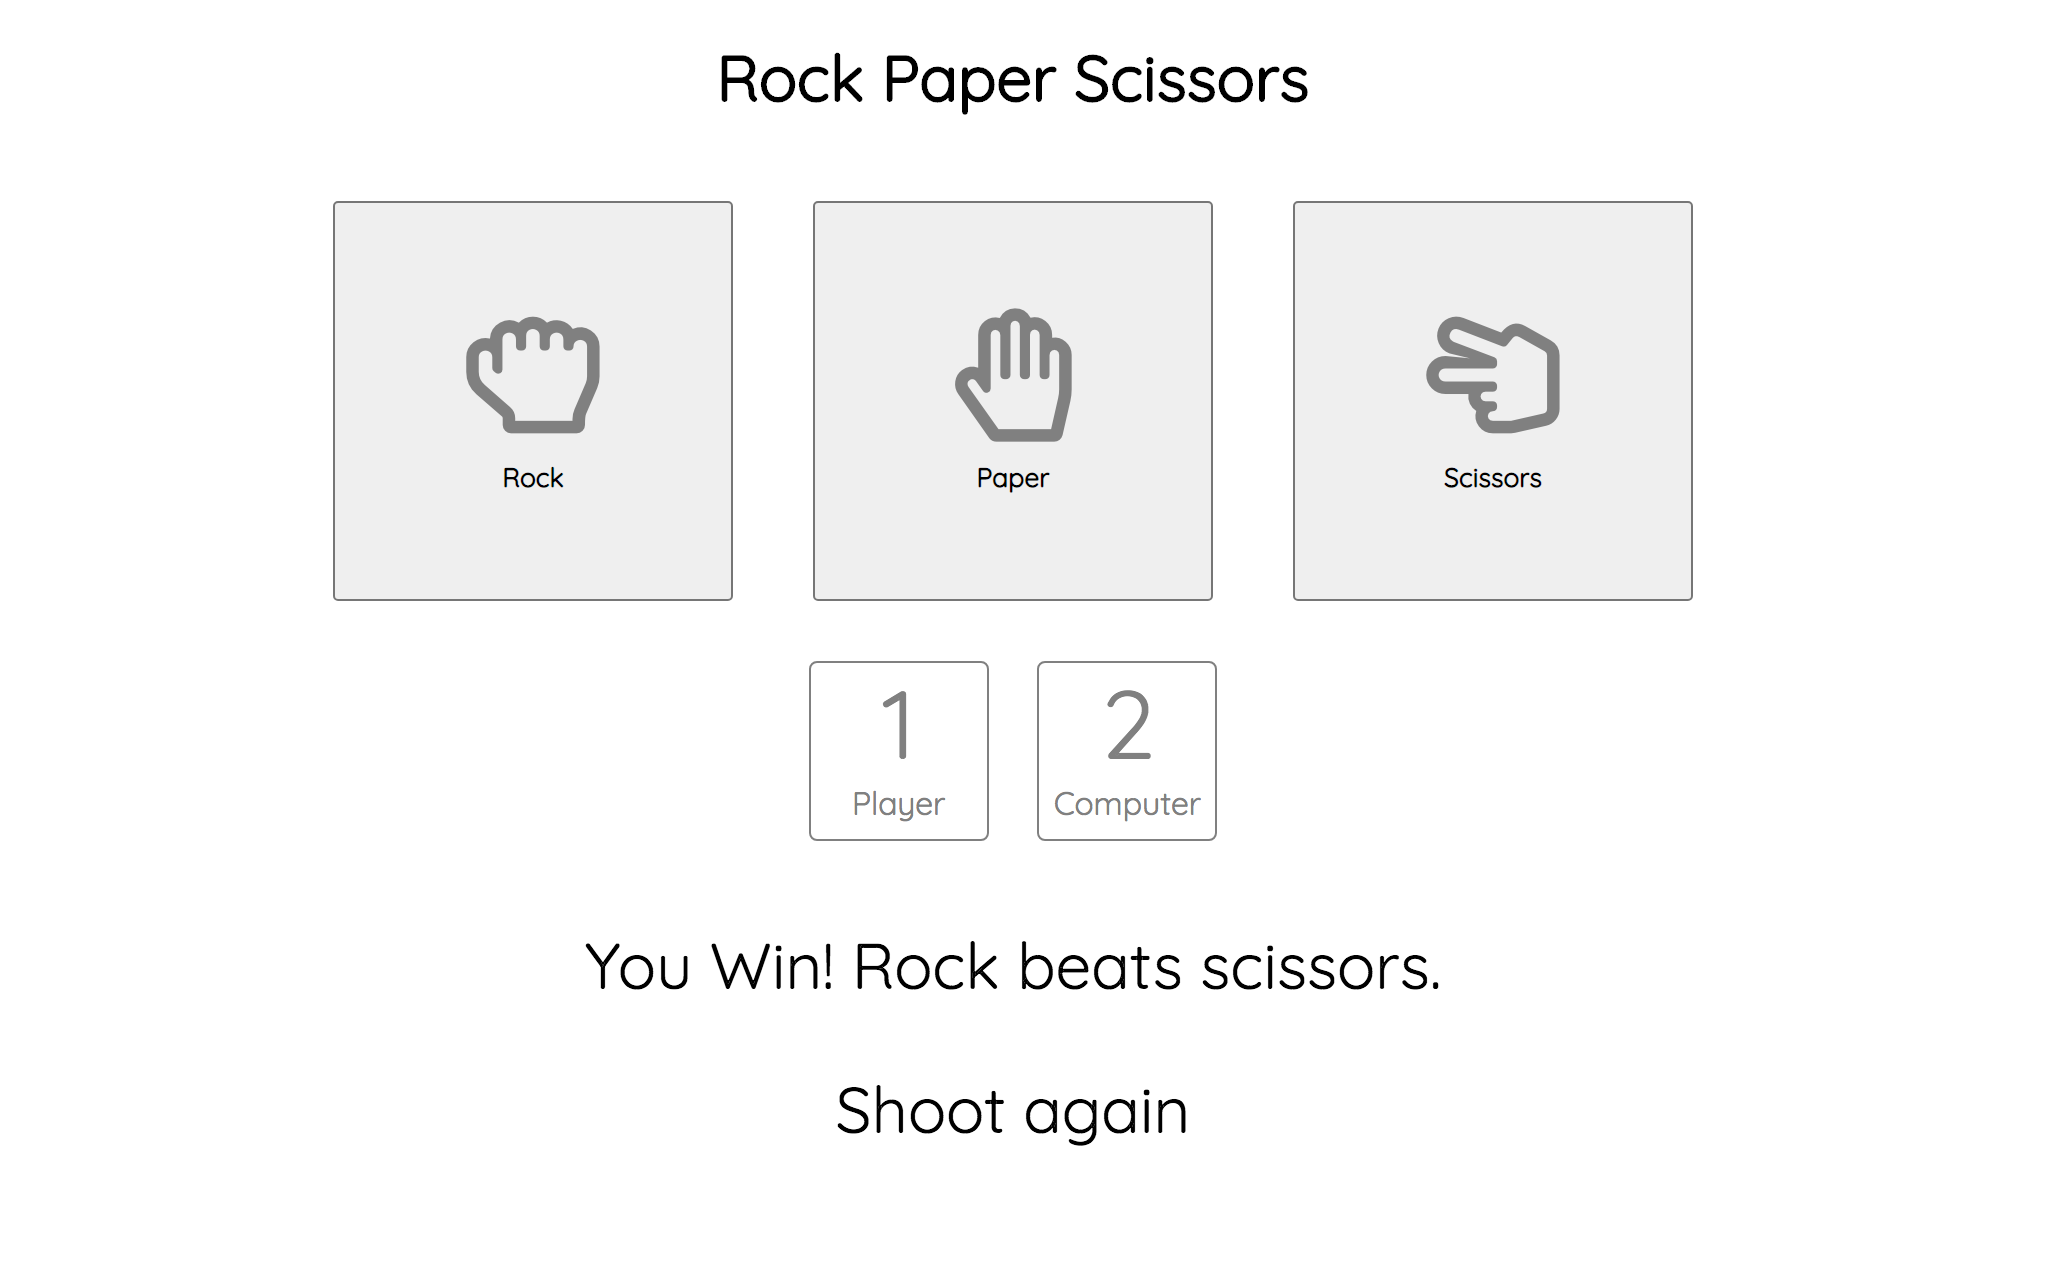 Rock Paper Scissors
Rock
Paper
Scissors
1
Player
2
Computer
You Win! Rock beats scissors.
Shoot again